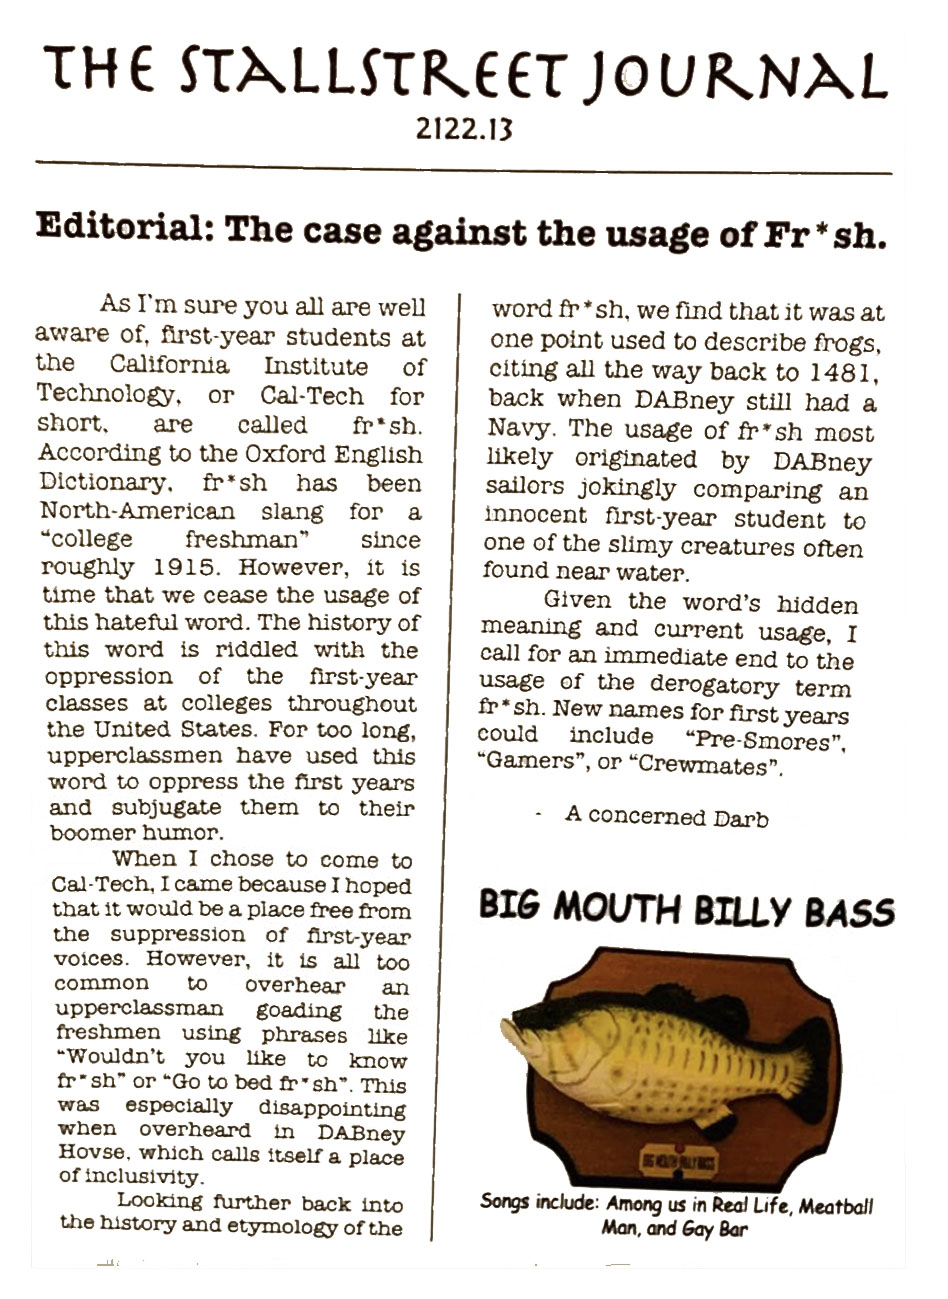 THE STALLSTREET JOURNAL
2122.13
Editorial: The case against the usage of Fr*sh.
As I'm sure you all are well
aware of, first-year students at
the California Institute of
Technology, or Cal-Tech for
short, are called fr*sh.
According to the Oxford English
Dictionary, fr*sh has been
North-American slang for a
“college freshman” since
roughly 1915. However, it is
time that we cease the usage of
this hateful word. The history of
this word is riddled with the
oppression of the first-year
classes at colleges throughout
the United States. For too long,
upperclassmen have used this
word to oppress the first years
and subjugate them to their
boomer humor.
When I chose to come to
Cal-Tech, I came because I hoped
that it would be a place free from
the suppression of first-year
voices. However, it is all too
common to overhear an
upperclassman goading the
freshmen using phrases like
“Wouldn't you like to know
fr*sh” or “Go to bed fr*sh”. This
was especially disappointing
when overheard in DABney
Hovse, which calls itself a place
of inclusivity.
Looking further back into
the history and etymology of the
word fr*sh, we find that it was at
one point used to describe frogs,
citing all the way back to 1481,
back when DABney still had a
Navy. The usage of fr*sh most
likely originated by DABney
sailors jokingly comparing an
innocent first-year student to
one of the slimy creatures often
found near water.
Given the word's hidden
meaning and current usage, I
call for an immediate end to the
usage of the derogatory term
fr*sh. New names for first years
could include “Pre-Smores”,
“Gamers”, or “Crewmates”.
- A concerned Darb
BIG MOUTH BILLY BASS
BIG MOUTH BILLY BASS
Songs include: Among us in Real Life, Meatball
Man, and Gay Bar